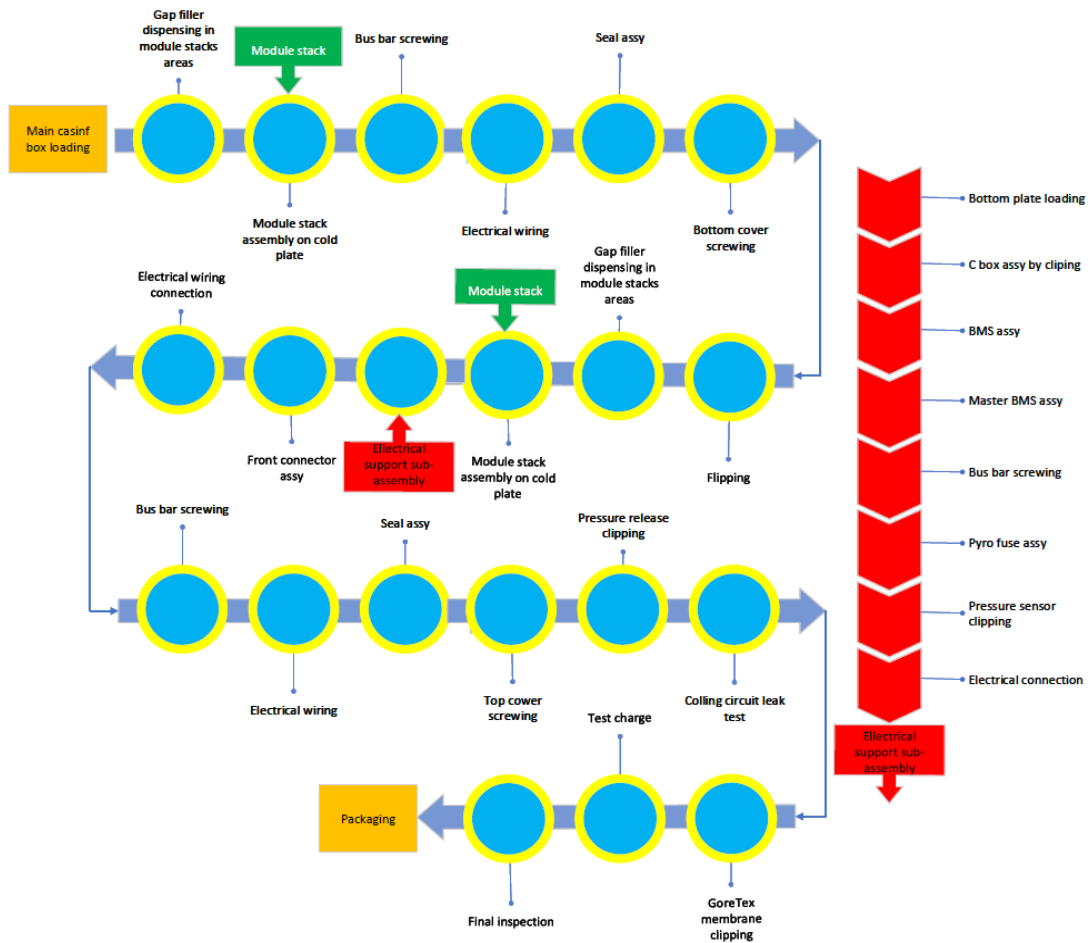 Gap filler
dispensing in
module stacks
areas
Module stack
Bus bar screwing
Seal assy
Main casinf
box loading
Module stack
assembly on cold
plate
Electrical wiring
Bottom cover
screwing
Electrical wiring
connection
Module stack
Gap filler
dispensing in
module stacks
areas
Front connector
assy
Ellectrical
support sub-
assembly
Module stack
assembly on cold
plate
Flipping
Bus bar screwing
Seal assy
Pressure release
clipping
Electrical wiring
Top cower
screwing
Colling circuit leak
test
Test charge
Packaging
Final inspection
GoreTex
membrane
clipping
Bottom plate loading
C box assy by cliping
BMS assy
Master BMS assy
Bus bar screwing
Pyro fuse assy
Pressure sensor
clipping
Electrical connection
Ellectrical
support sub-
assembly